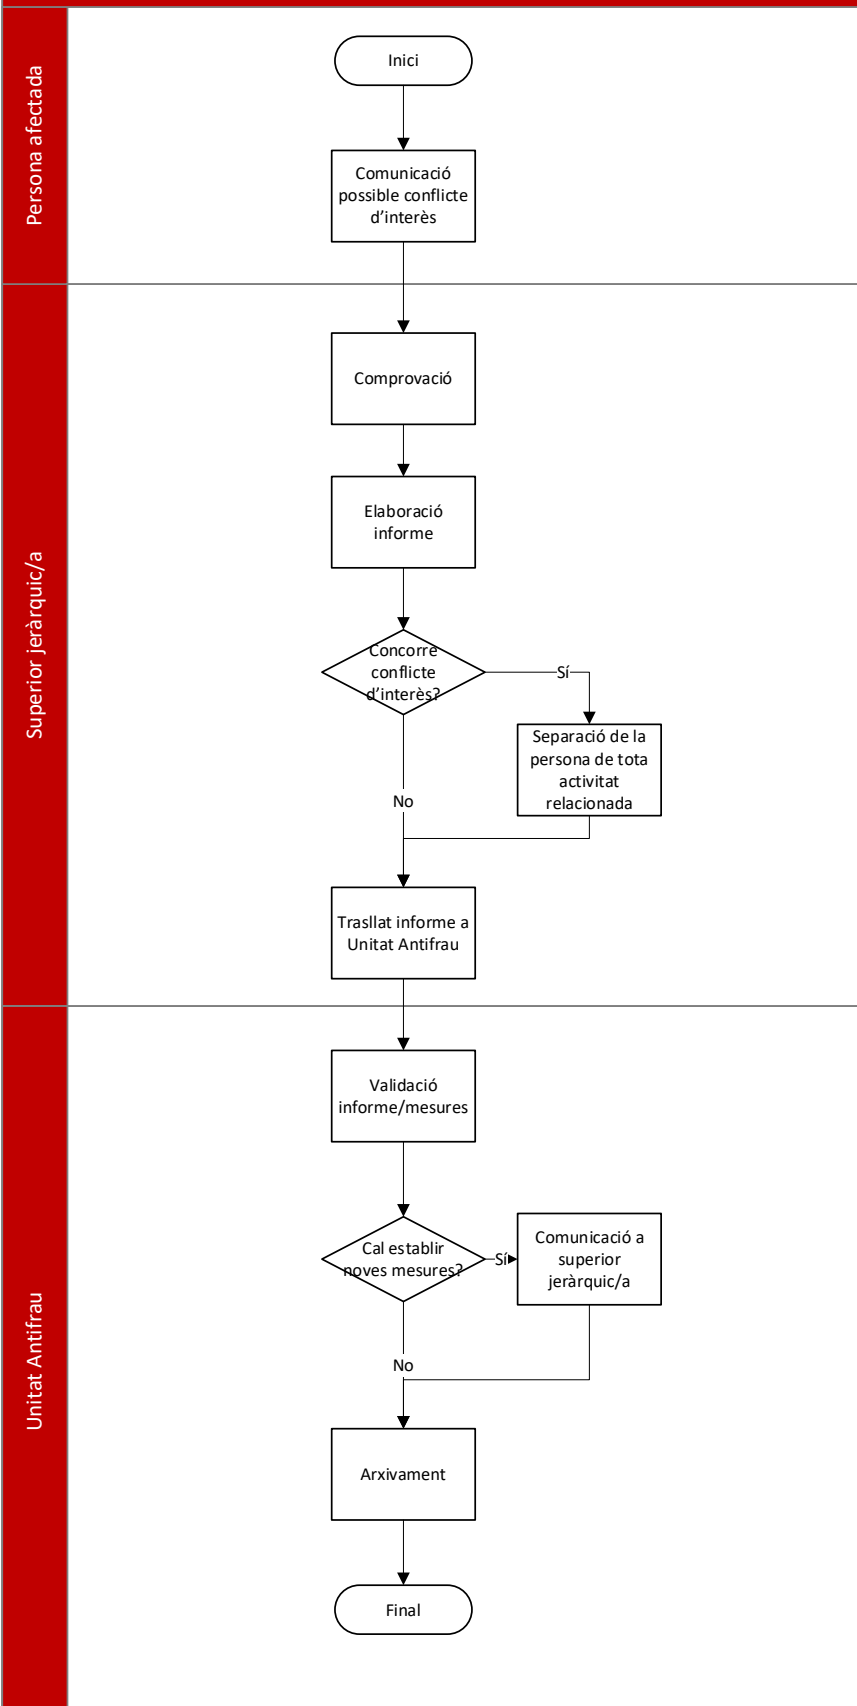 Persona afectada
Inici
Comunicació
possible conflicte
d’interès
Superior jeràrquic/a
Comprovació
Elaboració
informe
Concorre
conflicte
d’interès?
Sí
Separació de la
persona de tota
activitat
relacionada
No
Trasllat informe a
Unitat Antifrau
Unitat Antifrau
Validació
informe/mesures
Cal establir
noves mesures?
Sí
Comunicació a
superior
jeràrquic/a
No
Arxivament
Final